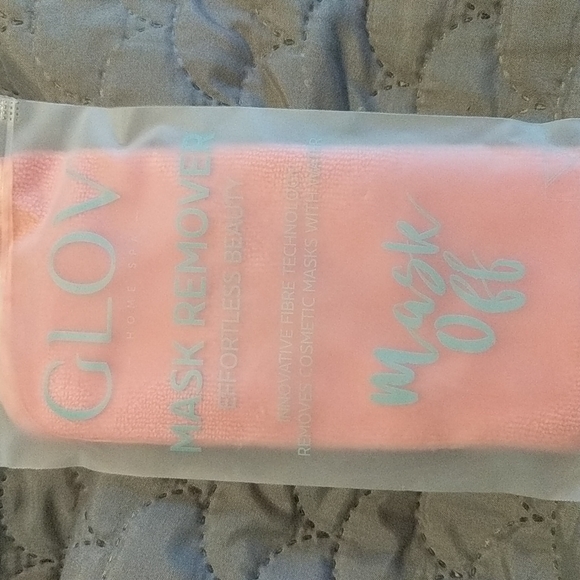 GLOV
HOME SPA
MASK REMOVER
EFFORTLESS BEAUTY
INNOVATIVE FIBRE TECHNOLOGY
REMOVES COSMETIC MASKS WITH WATER
Mask
Off